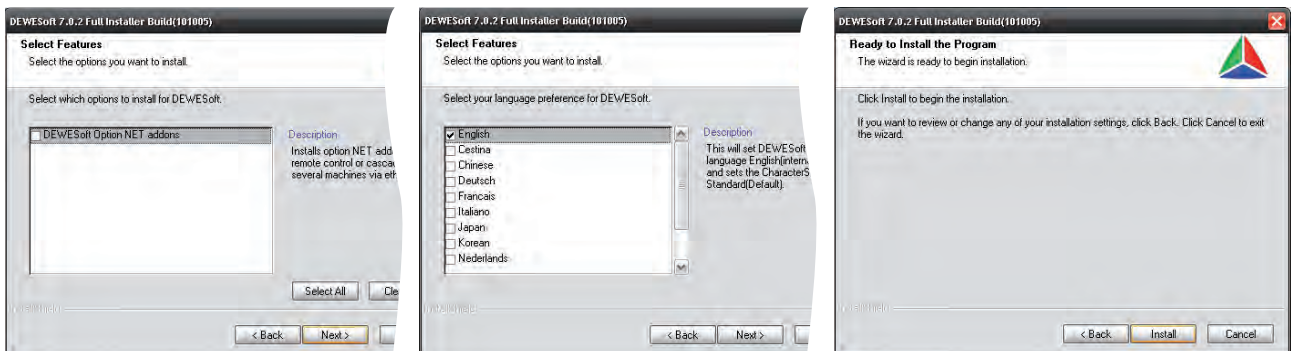 DEWESoft 7.0.2 Full Installer Build(101005)
Select Features
Select the options you want to install.
Select which options to install for DEWESoft.
DEWESoft Option NET addons
Description
Installs option NET add
remote control or casca
several machines via eth
Select All
Cle
InstallShield
< Back
Next >
DEWESoft 7.0.2 Full Installer Build(101005)
Select Features
Select the options you want to install.
Select your language preference for DEWESoft.
English
Cestina
Chinese
Deutsch
Francais
Italiano
Japan
Korean
Nederlands
Description
This will set DEWESoft
language English(intern
and sets the CharacterS
Standard(Default).
InstallShield
< Back
Next >
DEWESoft 7.0.2 Full Installer Build(101005)
Ready to Install the Program
The wizard is ready to begin installation.
Click Install to begin the installation.
If you want to review or change any of your installation settings, click Back. Click Cancel to exit
the wizard.
InstallShield
< Back
Install
Cancel